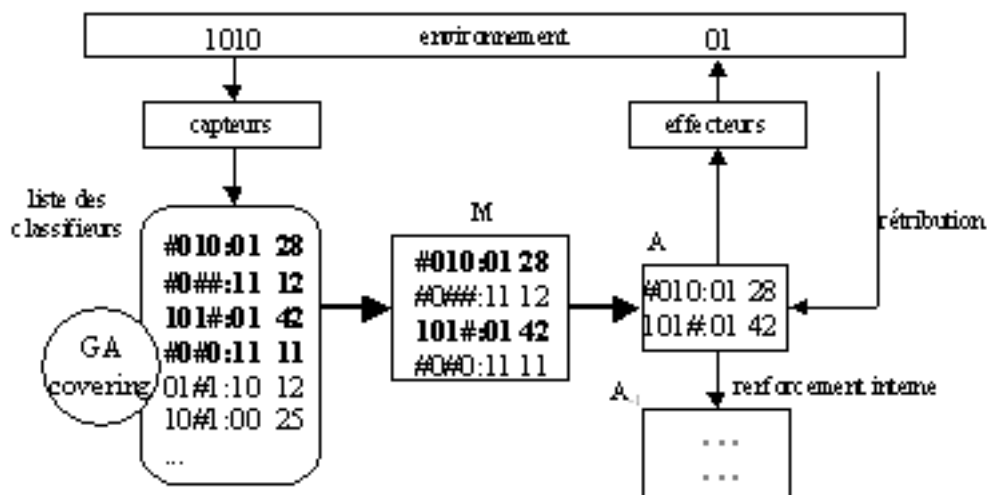 1010 environnement 01
capteurs
effecteurs
liste des
classifieurs
#010:01 28
#0##:11 12
101#:01 42
#0#0:11 11
01#1:10 12
10#1:00 25
...
GA
covering
M
#010:01 28
#0##:11 12
101#:01 42
#0#0:11 11
A
#010:01 28
101#:01 42
rétribution
renforcement interne
A-1
...
...